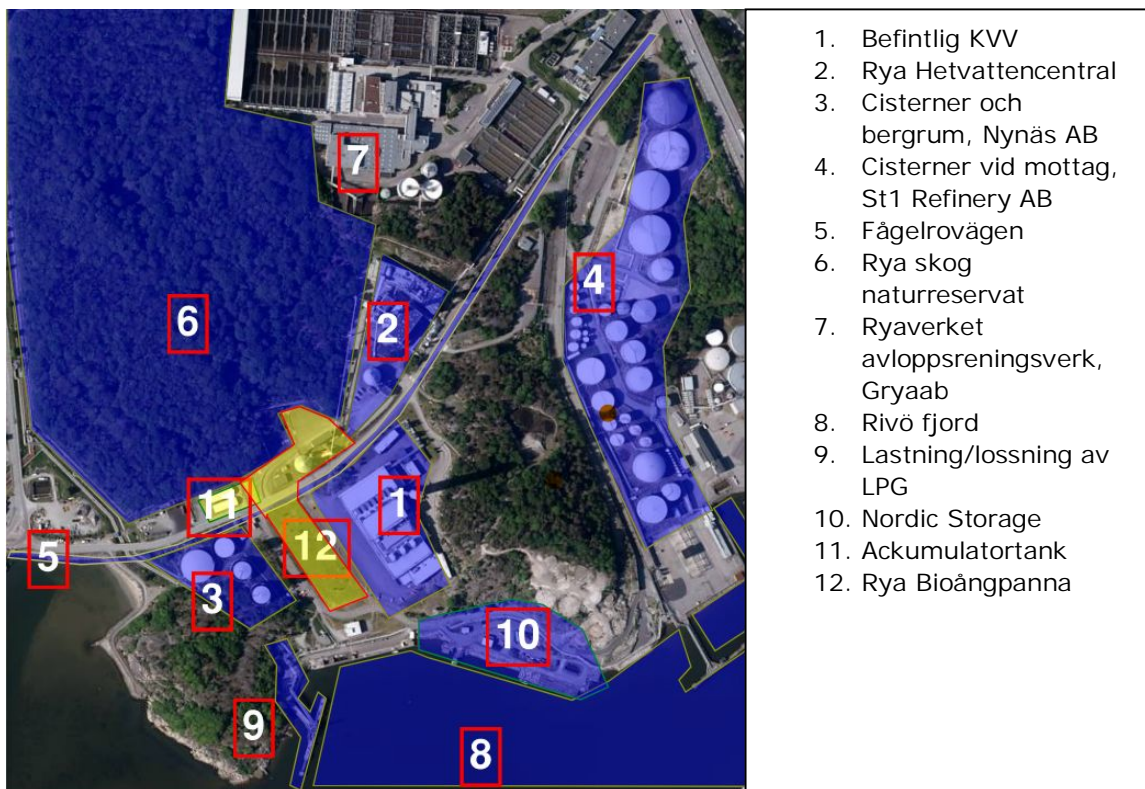 7
4
6
2
11
1
12
5
3
10
9
8
1. Befintlig KVV
2. Rya Hetvattencentral
3. Cisterner och
bergrum, Nynäs AB
4. Cisterner vid mottag,
St1 Refinery AB
5. Fågelrovägen
6. Rya skog
naturreservat
7. Ryaverket
avloppsreningsverk,
Gryaab
8. Rivö fjord
9. Lastning/lossning av
LPG
10. Nordic Storage
11. Ackumulatortank
12. Rya Bioångpanna